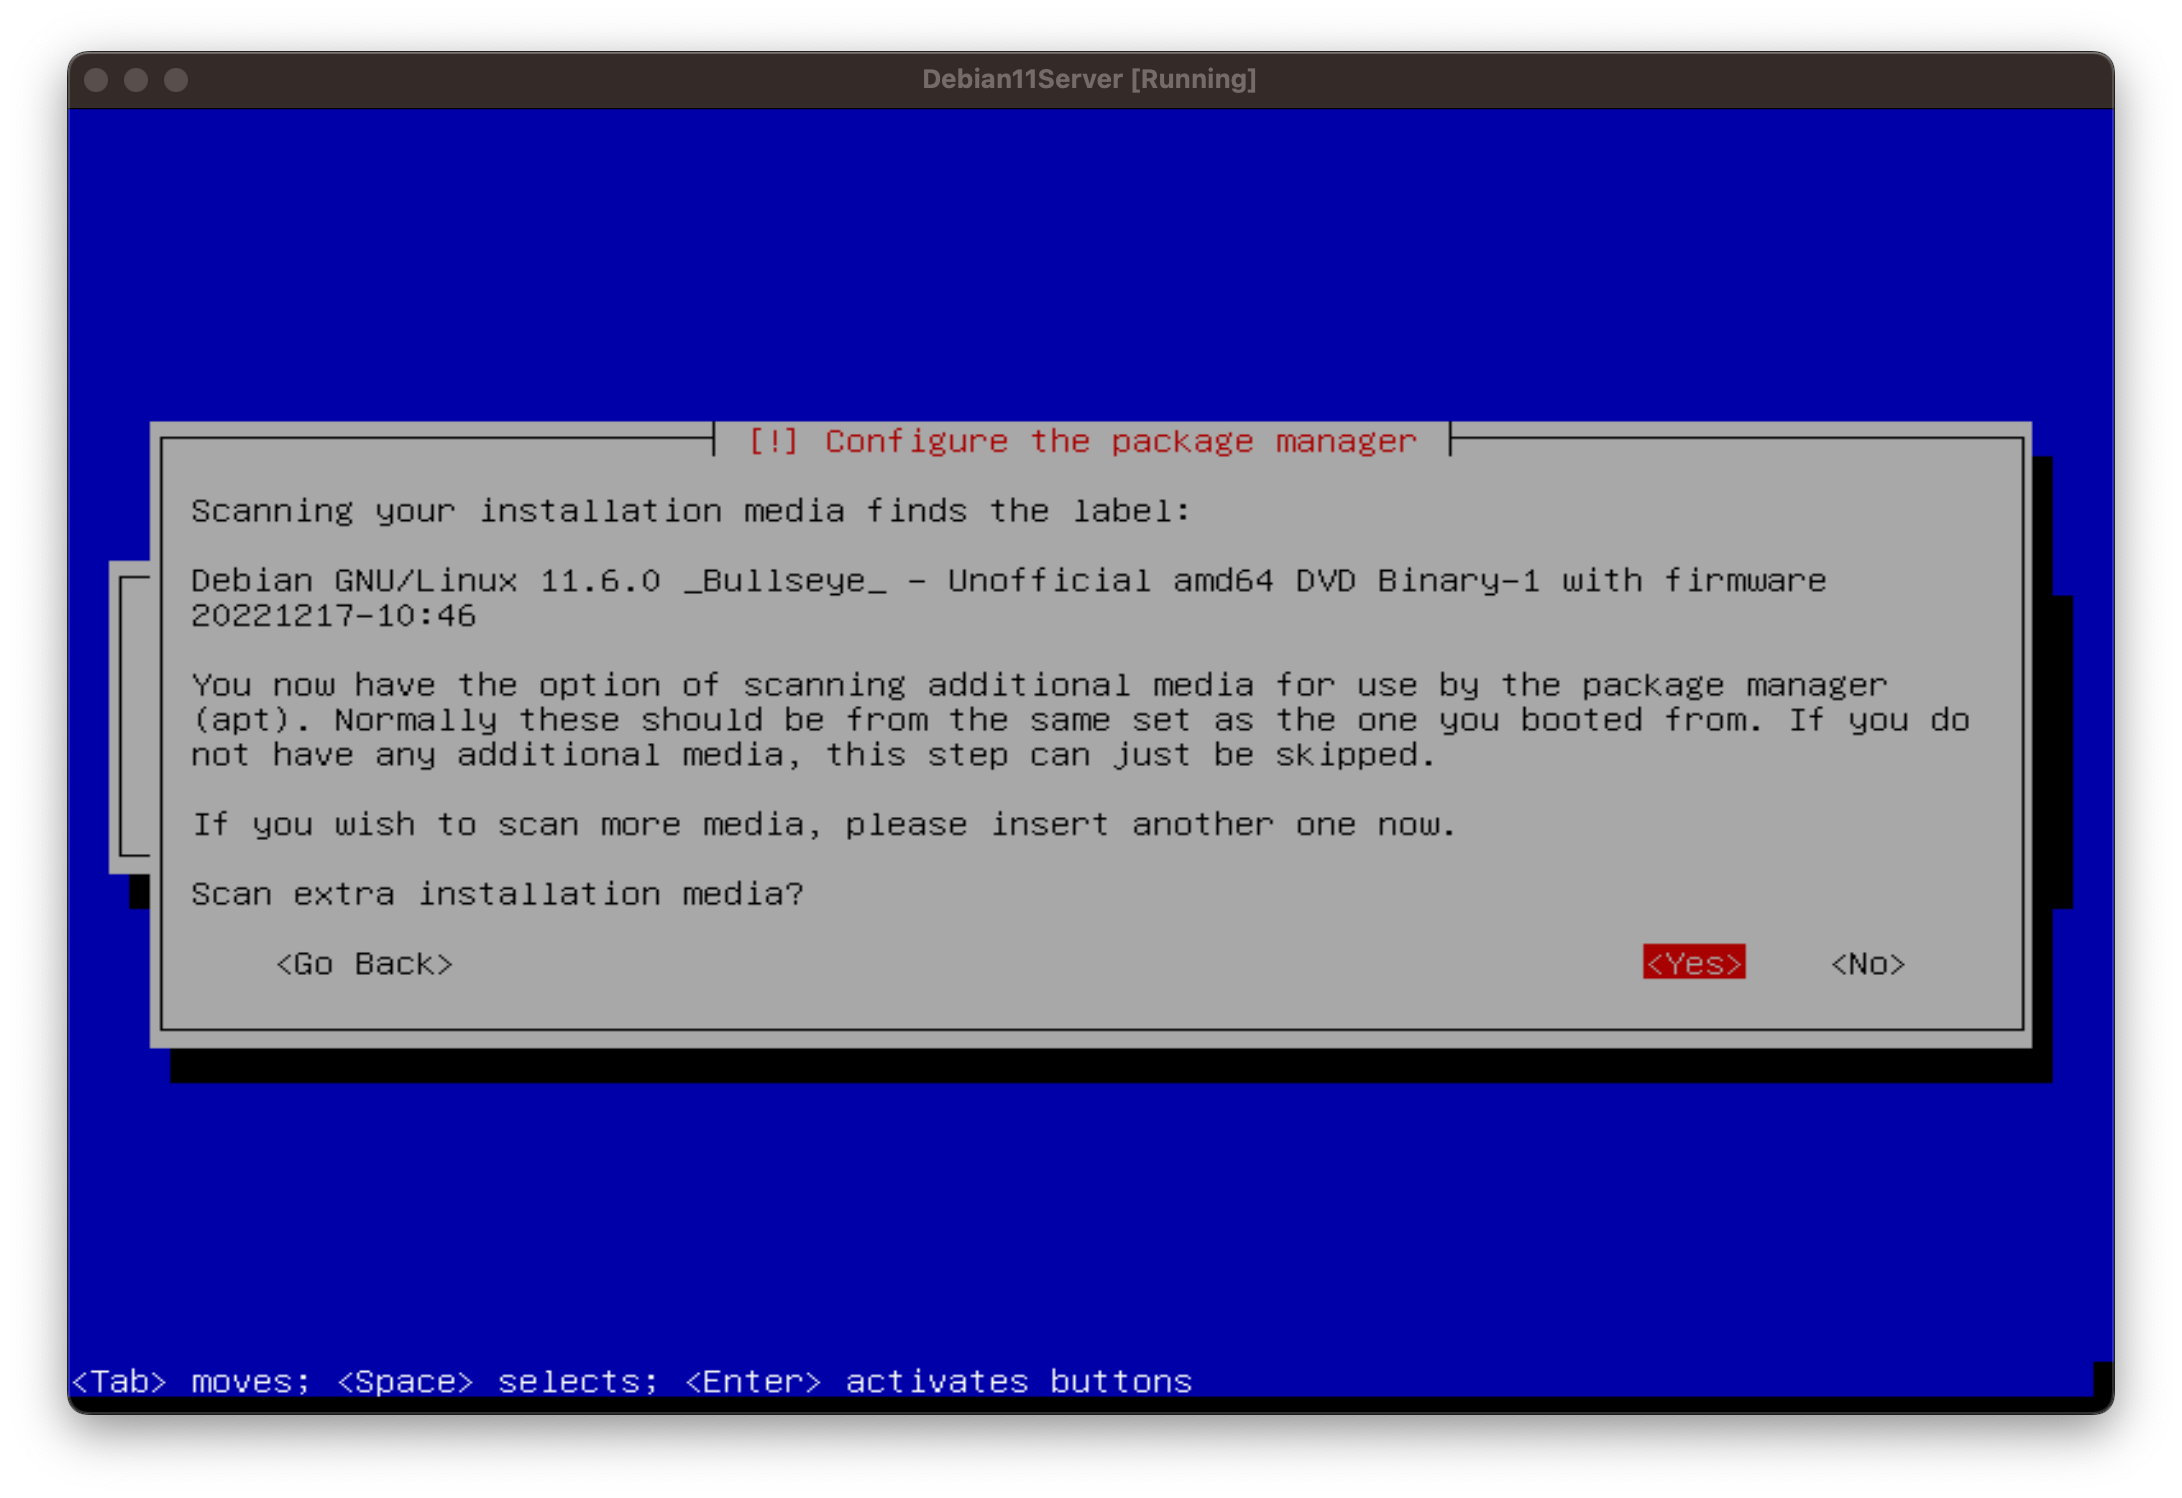 Debian11Server [Running]
[!] Configure the package manager
Scanning your installation media finds the label:
Debian GNU/Linux 11.6.0 _Bullseye_ - Unofficial amd64 DVD Binary-1 with firmware
20221217-10:46
You now have the option of scanning additional media for use by the package manager
(apt). Normally these should be from the same set as the one you booted from. If you do
not have any additional media, this step can just be skipped.
If you wish to scan more media, please insert another one now.
Scan extra installation media?
<Go Back> <Yes> <No>
<Tab> moves; <Space> selects; <Enter> activates buttons